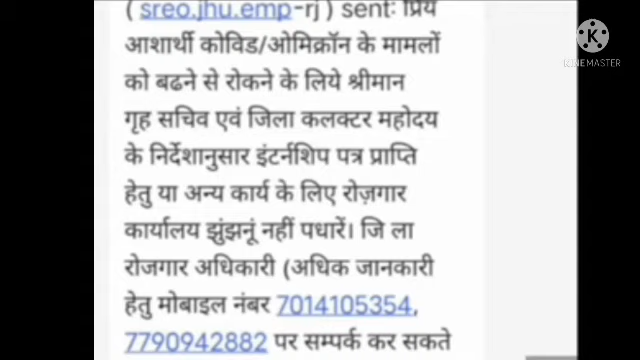 ( sreo.jhu.emp-rj ) sent: प्रिय
आशार्थी कोविड/ओमिक्रॉन के मामलों
को बढने से रोकने के लिये श्रीमान
गृह सचिव एवं जिला कलक्टर महोदय
के निर्देशानुसार इंटर्नशिप पत्र प्राप्ति
हेतु या अन्य कार्य के लिए रोज़गार
कार्यालय झुंझनूं नहीं पधारें। जि ला
रोजगार अधिकारी (अधिक जानकारी
हेतु मोबाइल नंबर 7014105354,
7790942882 पर सम्पर्क कर सकते
KINEMASTER